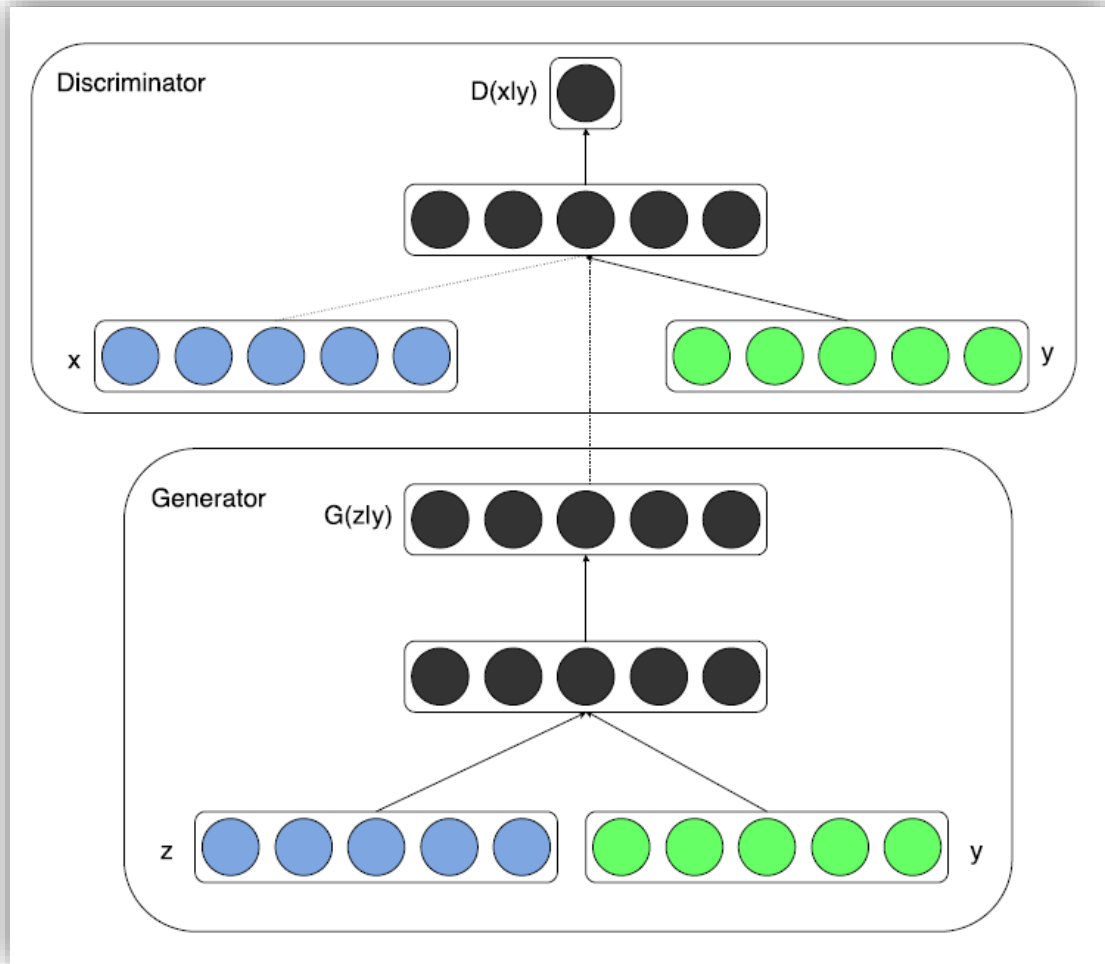 Discriminator
D(x|y)
x
y
Generator
G(z|y)
z
y